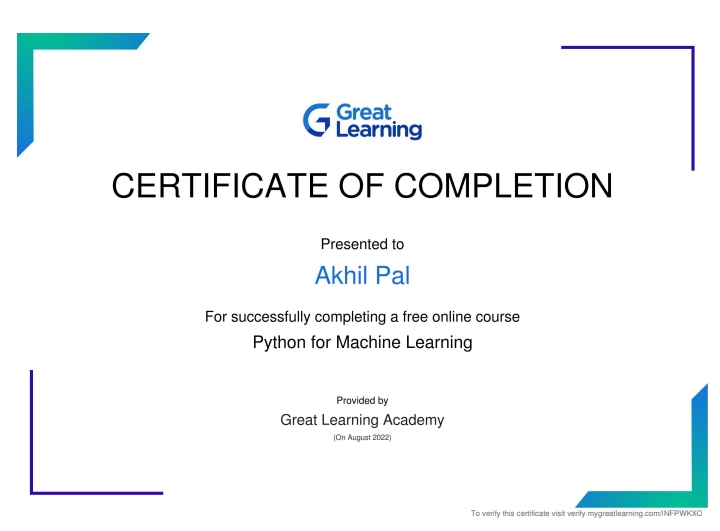 Great
Learning
CERTIFICATE OF COMPLETION
Presented to
Akhil Pal
For successfully completing a free online course
Python for Machine Learning
Provided by
Great Learning Academy
(On August 2022)
To verify this certificate visit verify.mygreatlearning.com/INFPWKXO